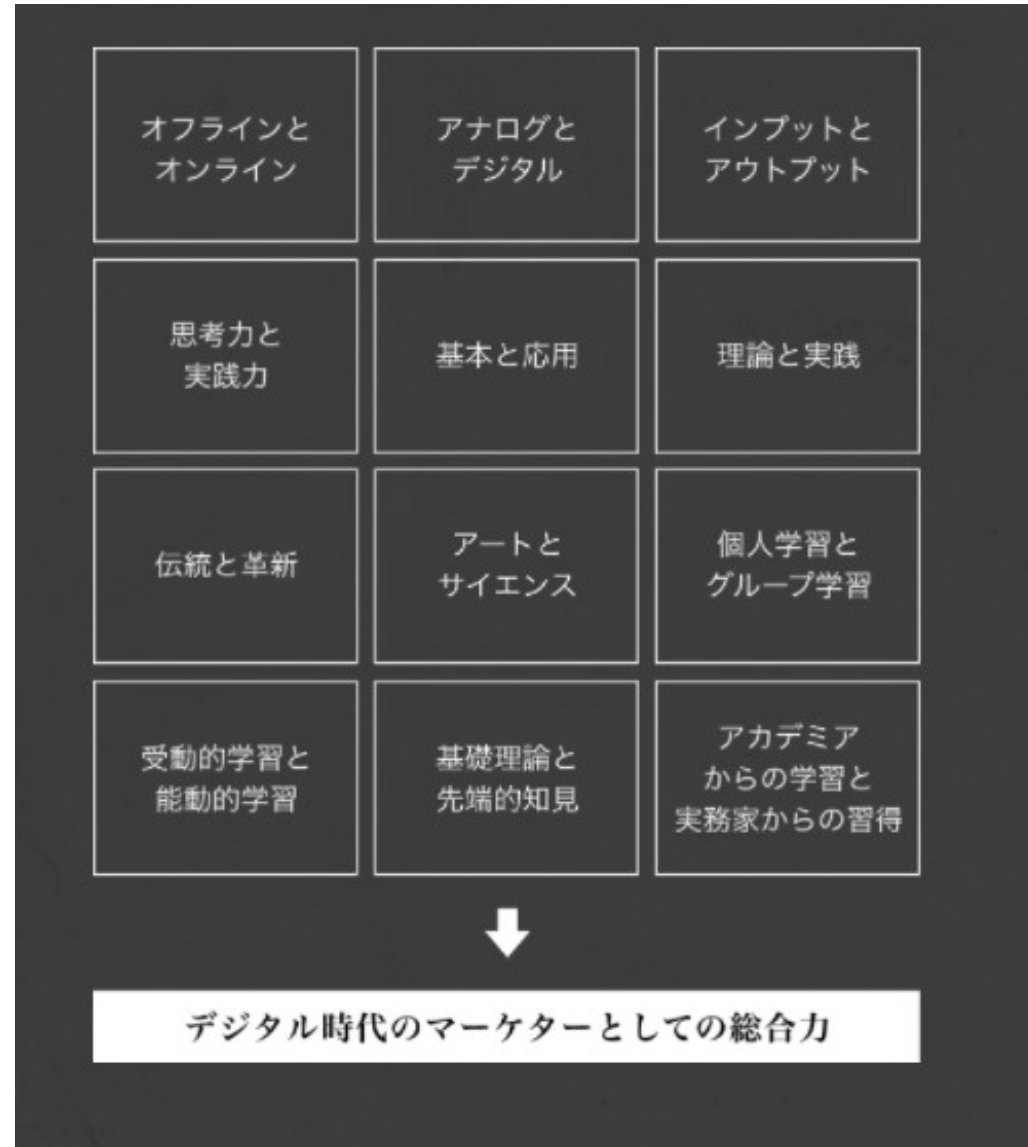 オフラインと
オンライン
アナログと
デジタル
インプットと
アウトプット
思考力と
実践力
基本と応用
理論と実践
伝統と革新
アートと
サイエンス
個人学習と
グループ学習
受動的学習と
能動的学習
基礎理論と
先端的知見
アカデミア
からの学習と
実務家からの習得
デジタル時代のマーケターとしての総合力